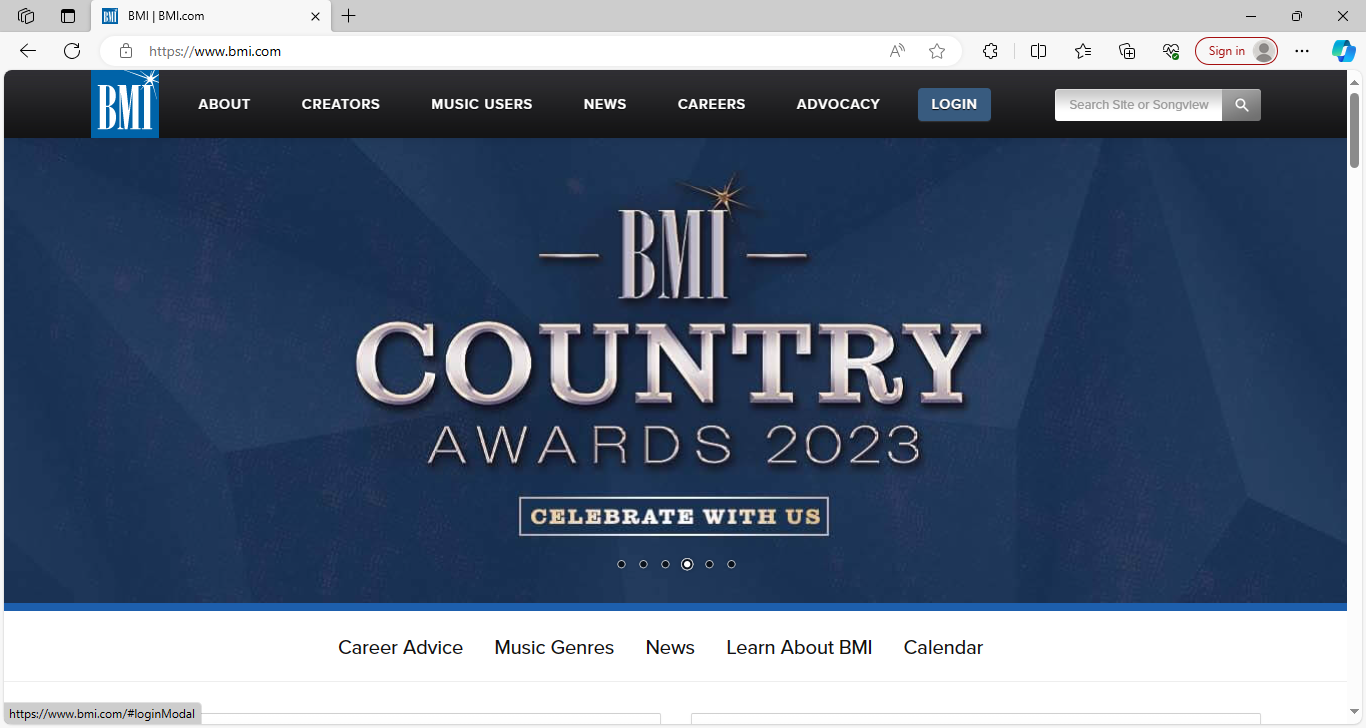 BMI | BMI.com
https://www.bmi.com
Sign in
BMI
ABOUT
CREATORS
MUSIC USERS
NEWS
CAREERS
ADVOCACY
LOGIN
Search Site or Songview
BMI
COUNTRY
AWARDS 2023
CELEBRATE WITH US
Career Advice
Music Genres
News
Learn About BMI
Calendar
https://www.bmi.com/#loginModal